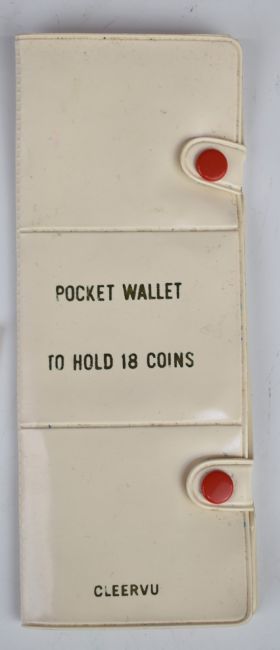 POCKET WALLET
TO HOLD 18 COINS
CLEERVU